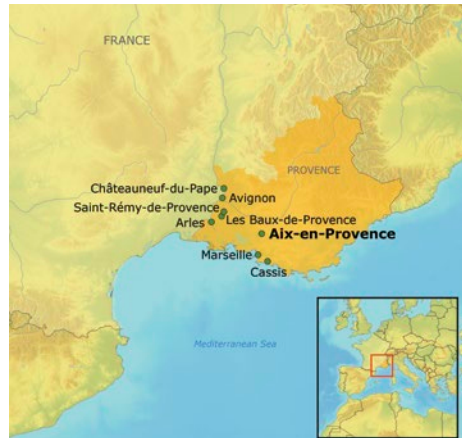 FRANCE
PROVENCE
Châteauneuf-du-Pape
Avignon
Saint-Rémy-de-Provence
Les Baux-de-Provence
Arles
Aix-en-Provence
Marseille
Cassis
Mediterranean Sea